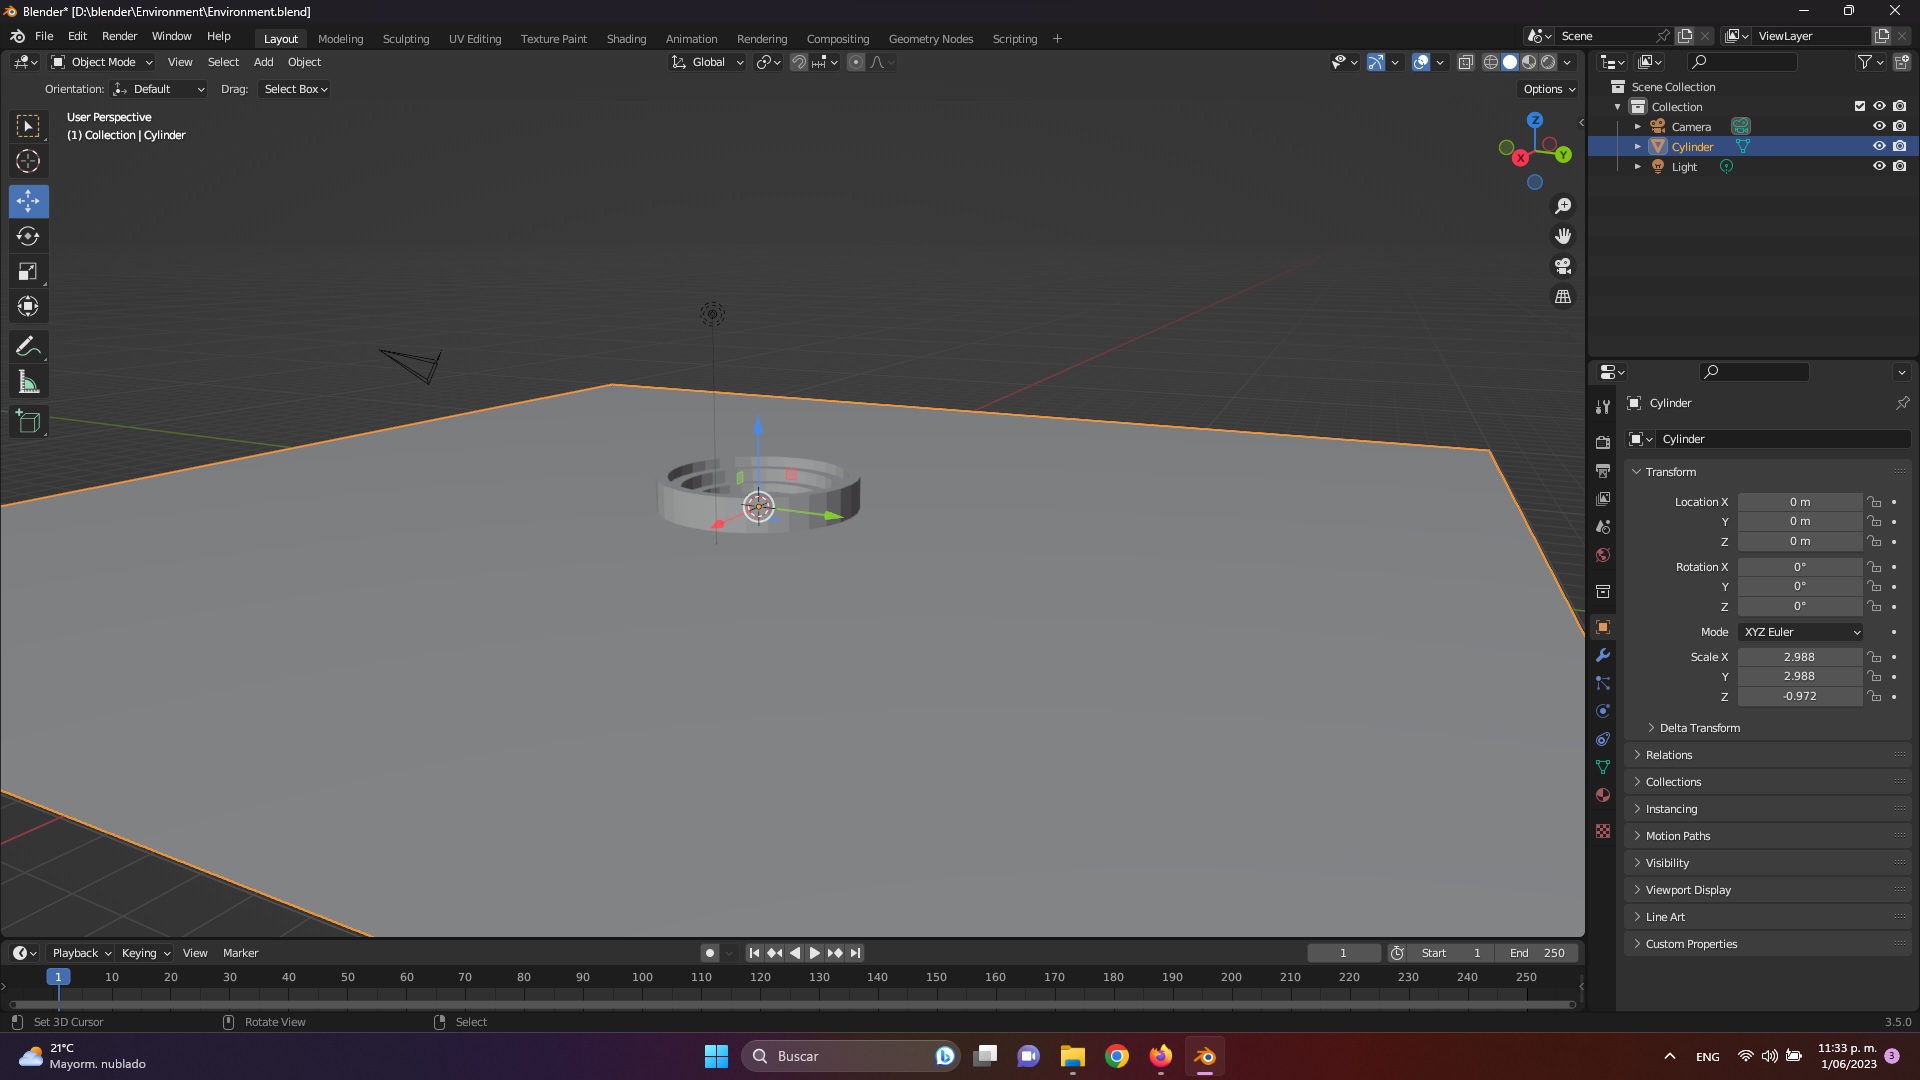 Blender* [D:\blender\Environment\Environment.blend]
File Edit Render Window Help Layout Modeling Sculpting UV Editing Texture Paint Shading Animation Rendering Compositing Geometry Nodes Scripting + Scene ViewLayer
Object Mode View Select Add Object Global
Orientation: Default Drag: Select Box Options
User Perspective
(1) Collection | Cylinder
Z
X Y
Scene Collection
Collection
Camera
Cylinder
Light
Cylinder
Cylinder
Transform
Location X 0 m
Y 0 m
Z 0 m
Rotation X 0°
Y 0°
Z 0°
Mode XYZ Euler
Scale X 2.988
Y 2.988
Z -0.972
Delta Transform
Relations
Collections
Instancing
Motion Paths
Visibility
Viewport Display
Line Art
Custom Properties
Playback Keying View Marker 1 Start 1 End 250
1 10 20 30 40 50 60 70 80 90 100 110 120 130 140 150 160 170 180 190 200 210 220 230 240 250
Set 3D Cursor Rotate View Select 3.5.0
21°C
Mayorm. nublado
Buscar
ENG
11:33 p. m.
1/06/2023
3